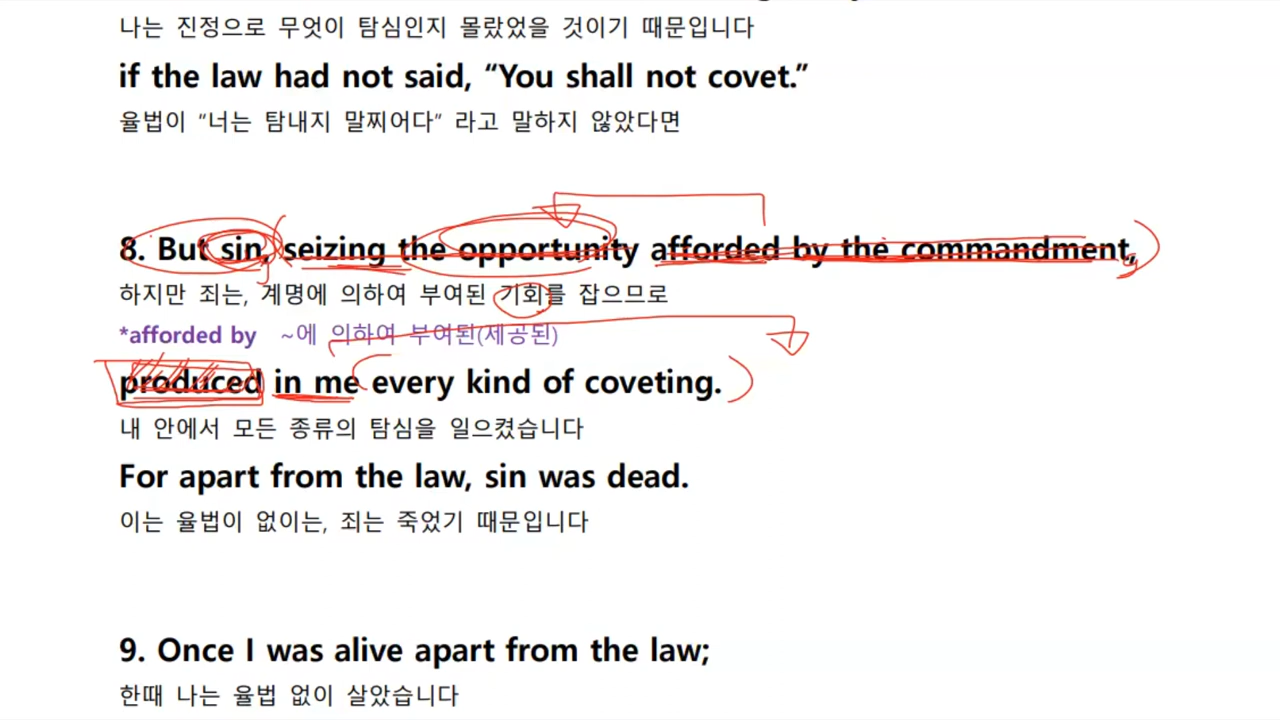 나는 진정으로 무엇이 탐심인지 몰랐었을 것이기 때문입니다
if the law had not said, “You shall not covet.”
율법이 “너는 탐내지 말찌어다” 라고 말하지 않았다면
8. But sin, seizing the opportunity afforded by the commandment,
하지만 죄는, 계명에 의하여 부여된 기회를 잡으므로
*afforded by ~에 의하여 부여된(제공된)
produced in me every kind of coveting.
내 안에서 모든 종류의 탐심을 일으켰습니다
For apart from the law, sin was dead.
이는 율법이 없이는, 죄는 죽었기 때문입니다
9. Once I was alive apart from the law;
한때 나는 율법 없이 살았습니다